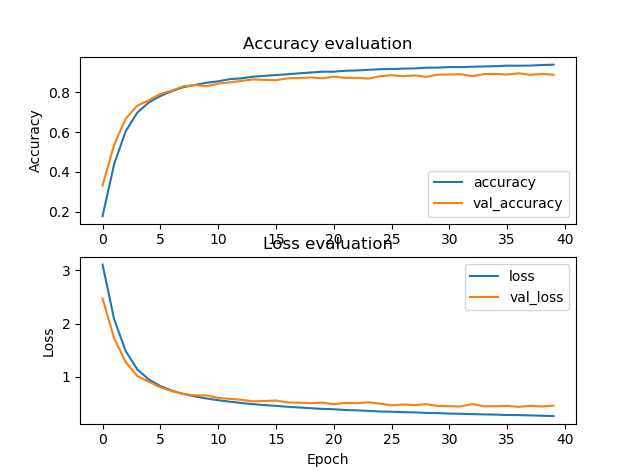 Accuracy evaluation
Accuracy
0.8
0.6
0.4
0.2
accuracy
val_accuracy
0 5 10 15 20 25 30 35 40
Loss evaluation
Loss
3
2
1
loss
val_loss
0 5 10 15 20 25 30 35 40
Epoch